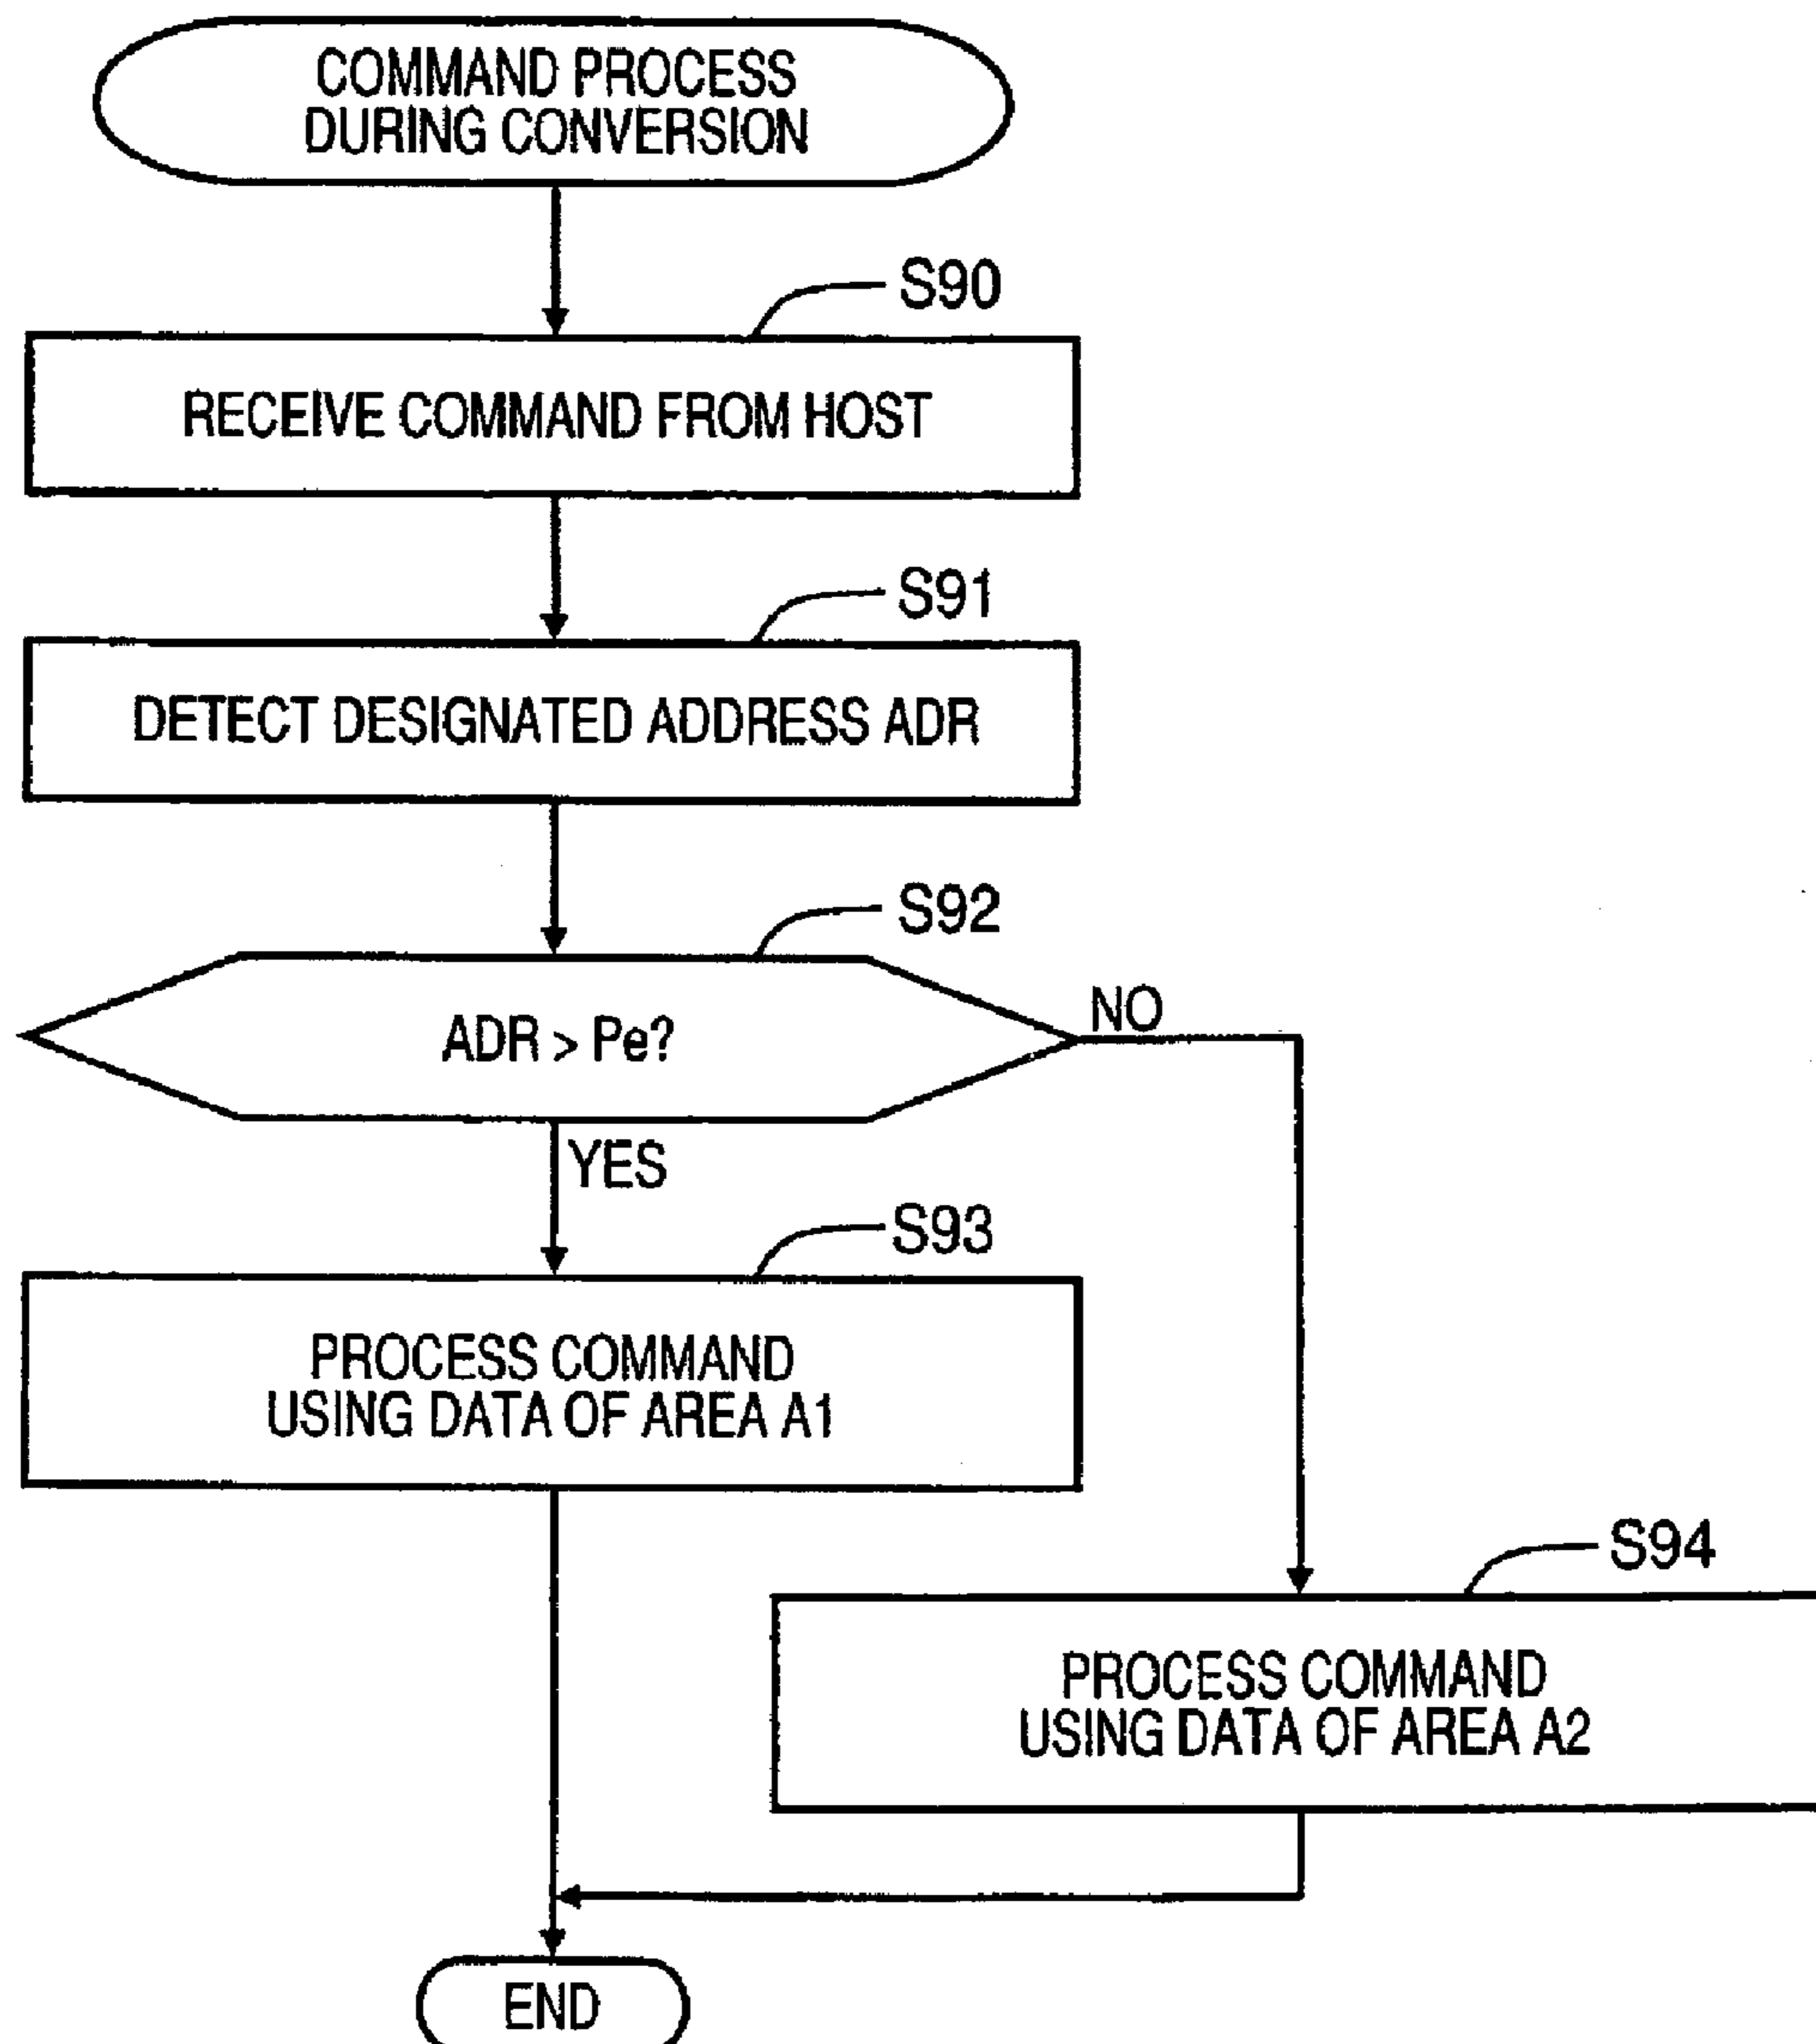 COMMAND PROCESS
DURING CONVERSION
S90
RECEIVE COMMAND FROM HOST
S91
DETECT DESIGNATED ADDRESS ADR
S92
ADR > Pe?
NO
YES
S93
PROCESS COMMAND
USING DATA OF AREA A1
S94
PROCESS COMMAND
USING DATA OF AREA A2
END